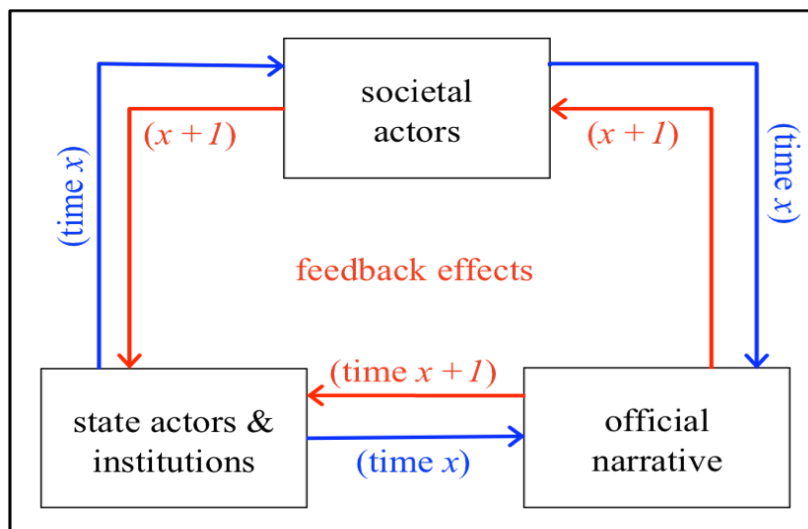 societal
actors
(x + 1)
(x + 1)
(time x)
(time x)
feedback effects
(time x + 1)
state actors &
institutions
official
narrative
(time x)